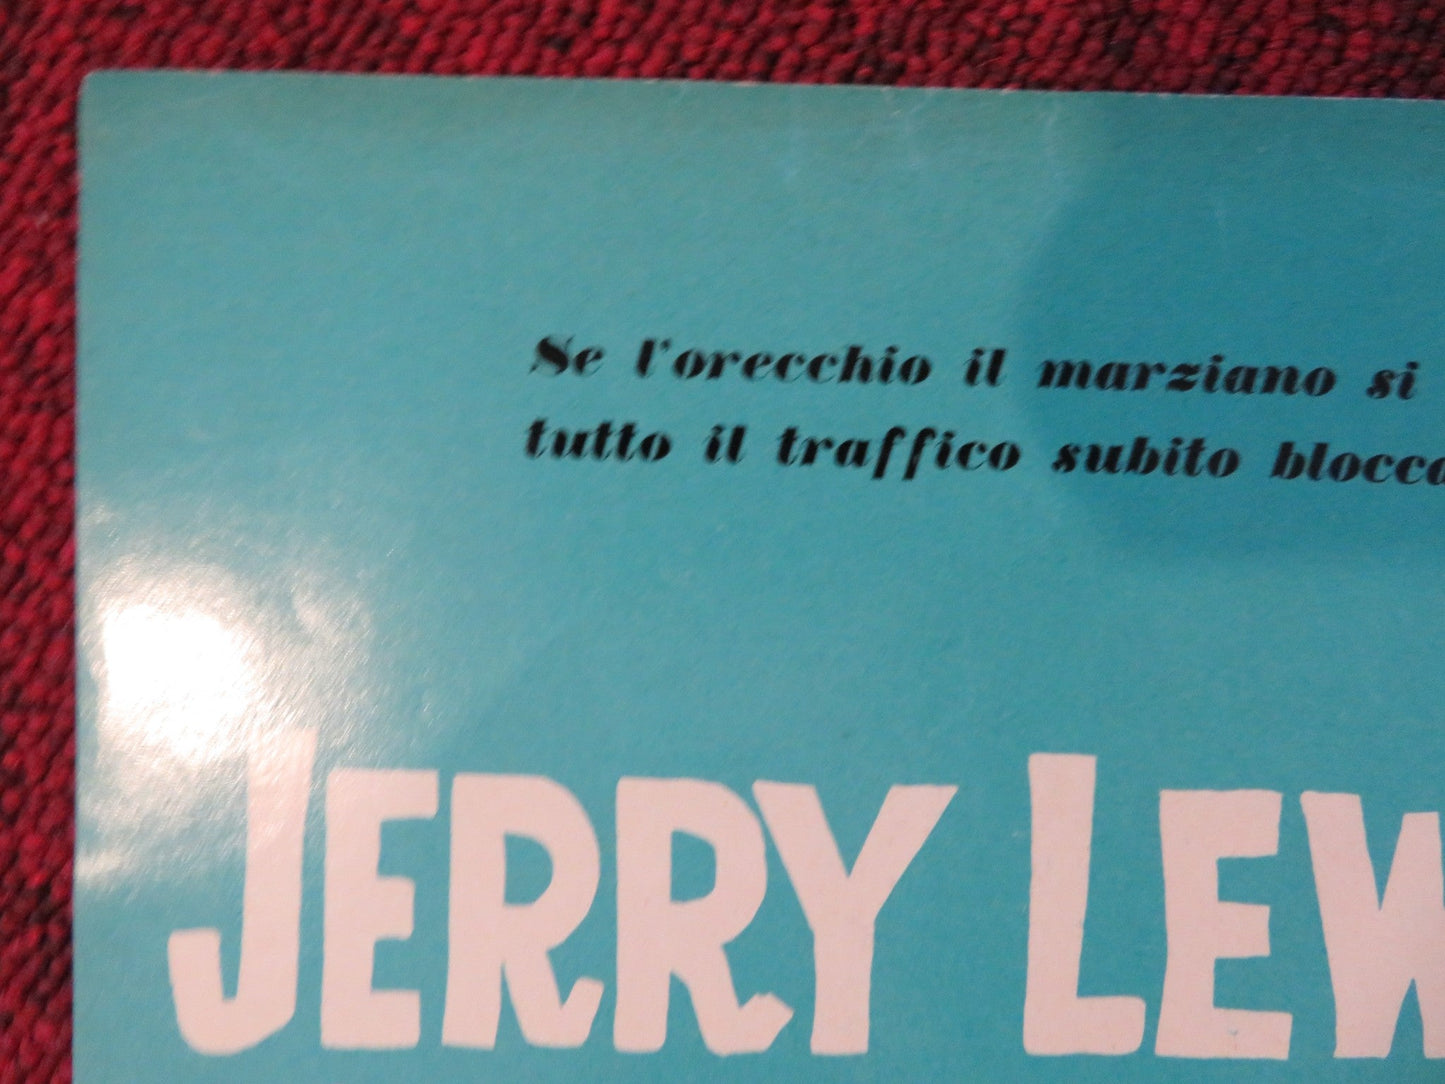 Se l'orecchio il marziano si
tutto il traffico subito blocca
JERRY LEW